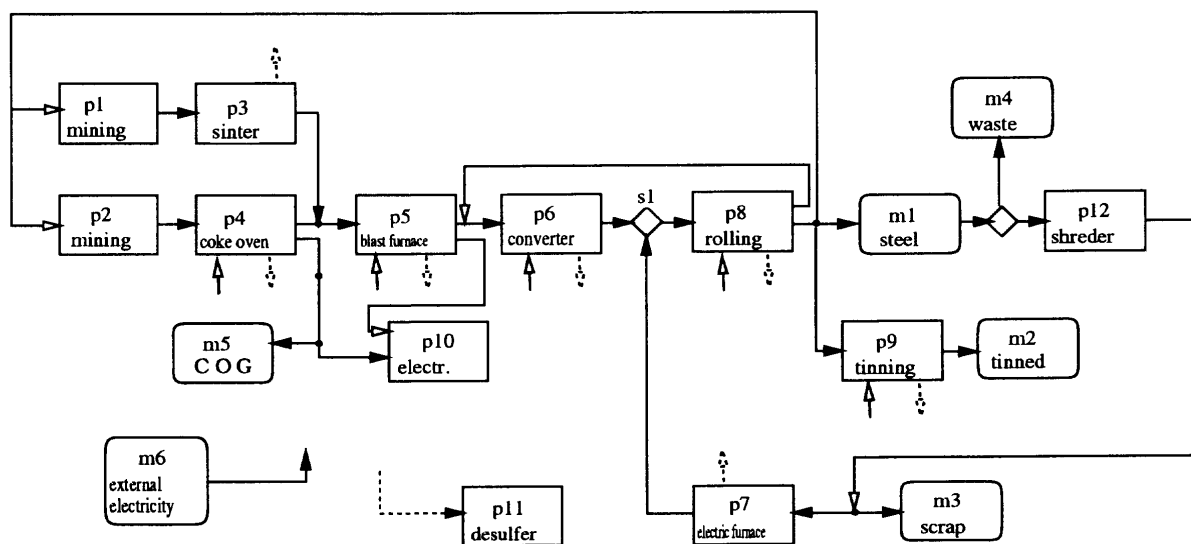 p1
mining
p3
sinter
m4
waste
p2
mining
p4
coke oven
p5
blast furnace
p6
converter
s1
p8
rolling
m1
steel
p12
shreder
m5
C O G
p10
electr.
p9
tinning
m2
tinned
m6
external
electricity
p11
desulfer
p7
electric furnace
m3
scrap